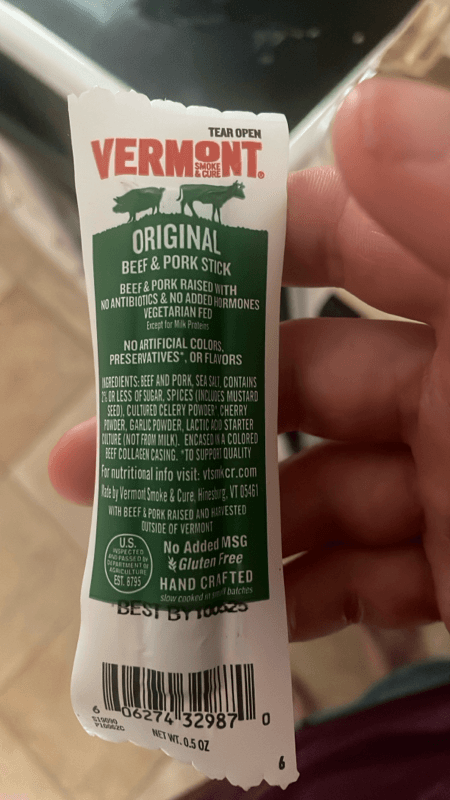 TEAR OPEN
VERMONT
SMOKE
& CURE
®
ORIGINAL
BEEF & PORK STICK
BEEF & PORK RAISED WITH
NO ANTIBIOTICS & NO ADDED HORMONES
VEGETARIAN FED
Except for Milk Proteins
NO ARTIFICIAL COLORS,
PRESERVATIVES*, OR FLAVORS
INGREDIENTS: BEEF AND PORK, SEA SALT, CONTAINS
2% OR LESS OF SUGAR, SPICES (INCLUDES MUSTARD
SEED), CULTURED CELERY POWDER* CHERRY
POWDER, GARLIC POWDER, LACTIC ACID STARTER
CULTURE (NOT FROM MILK). ENCASED IN A COLORED
BEEF COLLAGEN CASING. *TO SUPPORT QUALITY
For nutritional info visit: vtsmkcr.com
Made by Vermont Smoke & Cure, Hinesburg, VT 05461
WITH BEEF & PORK RAISED AND HARVESTED
OUTSIDE OF VERMONT
U.S.
INSPECTED
AND PASSED BY
DEPARTMENT OF
AGRICULTURE
EST. 8795
No Added MSG
Gluten Free
HAND CRAFTED
slow cooked in small batches
BEST BY
6 06274 32987 0
NET WT. 0.5 OZ
6